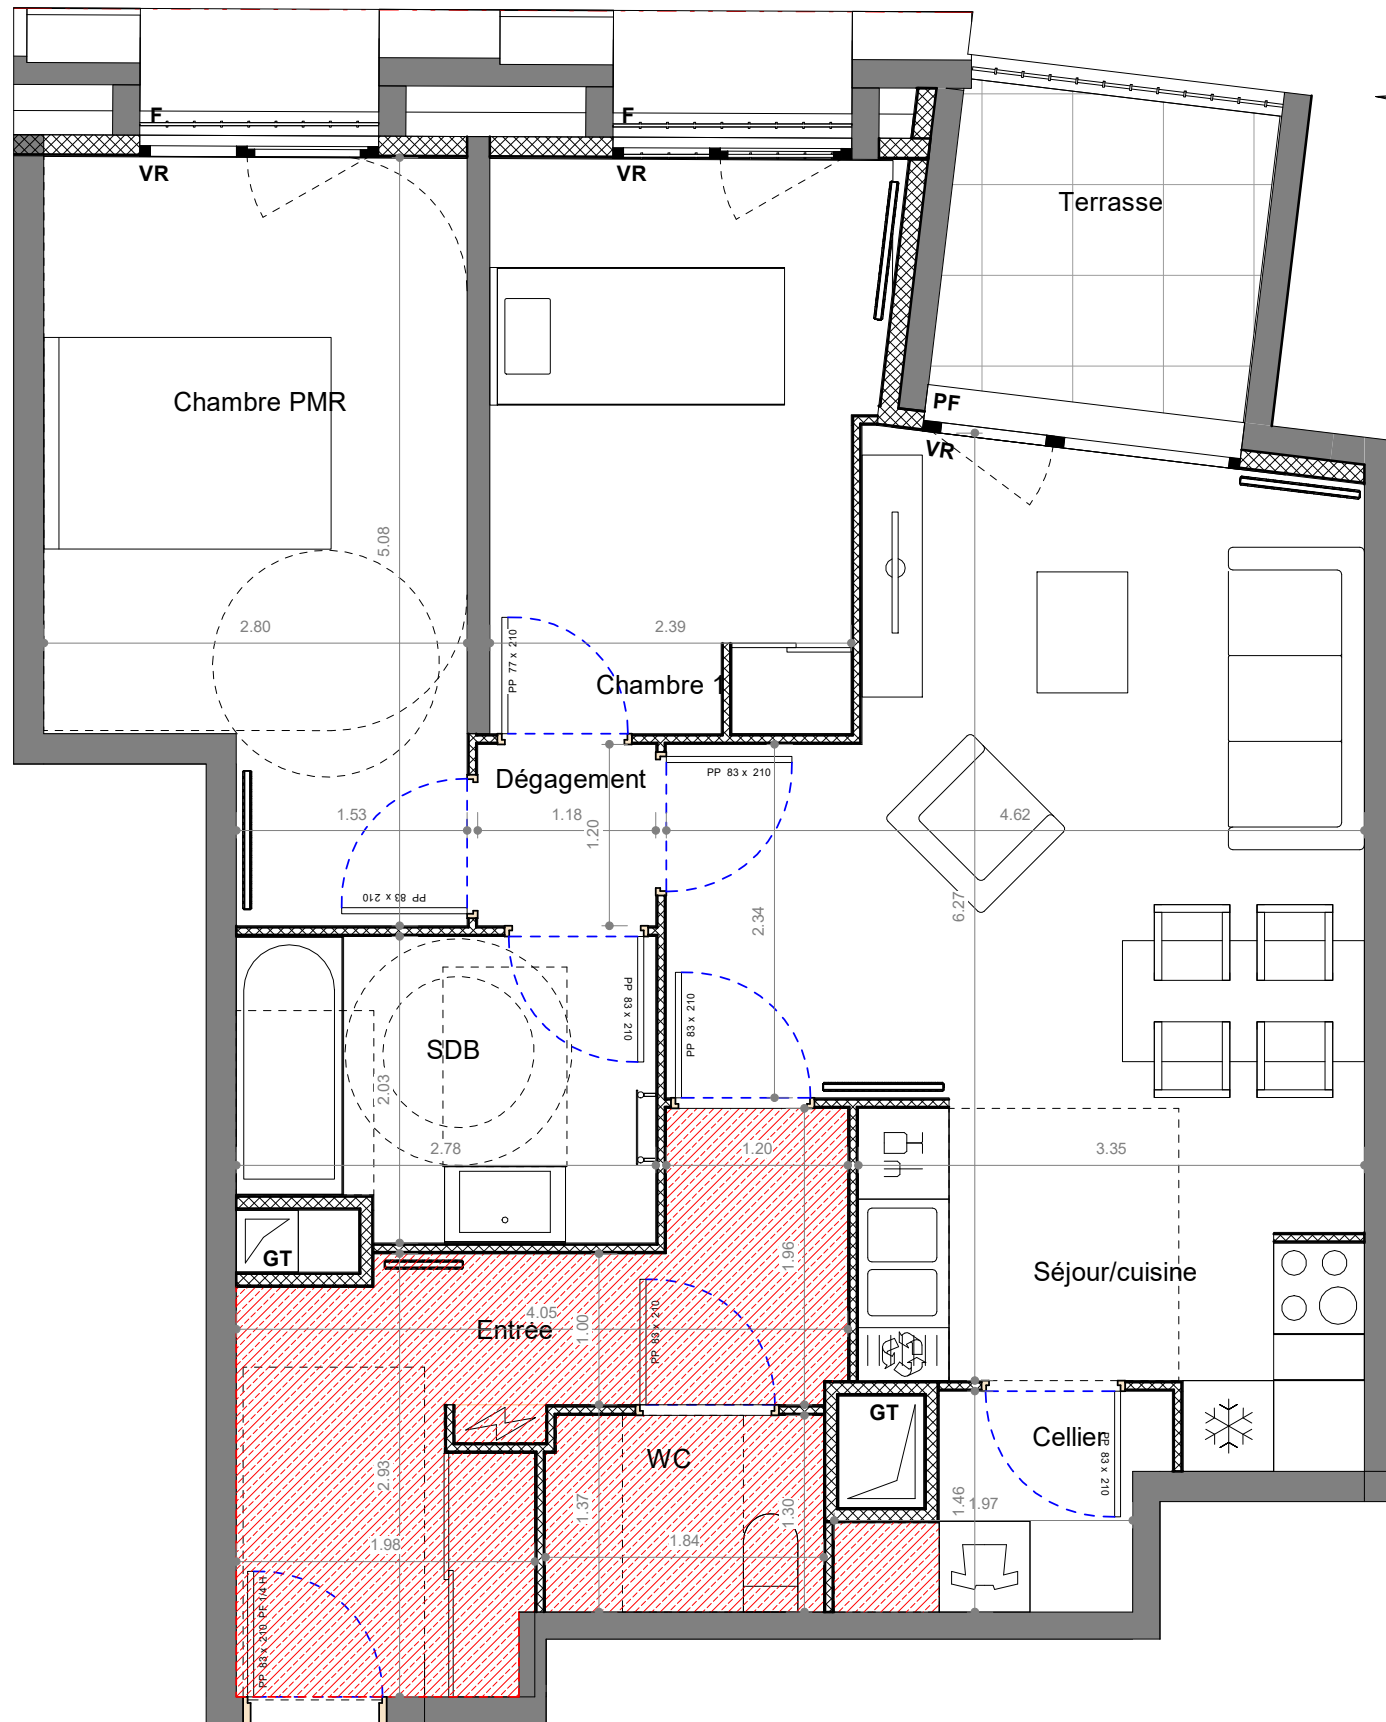 F
F
VR
VR
Terrasse
Chambre PMR
PF
VR
5.08
2.80
2.39
PP 77 x 210
Chambre 1
Dégagement
PP 83 x 210
1.53
1.18
1.20
4.62
PP 83 x 210
6.27
2.34
PP 83 x 210
PP 83 x 210
SDB
2.03
2.78
1.20
3.35
1.96
GT
Séjour/cuisine
4.05
1.00
Entrée
PP 83 x 210
GT
Cellier
PP 83 x 210
WC
2.93
1.37
1.30
1.46
1.97
1.98
1.84
PP 83 x 210 PF 1/4 H